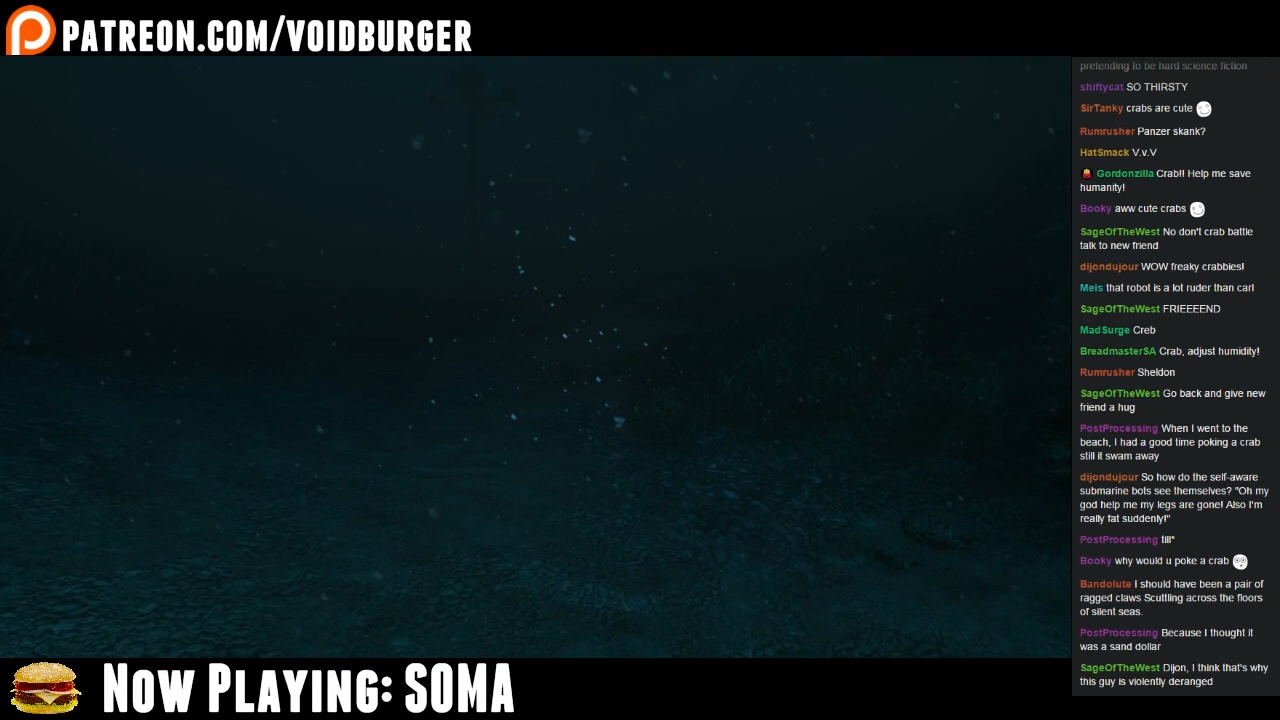 PATREON.COM/VOIDBURGER
pretending to be hard science fiction
shiftycat SO THIRSTY
SirTanky crabs are cute
Rumrusher Panzer skank?
HatSmack V.v.V
Gordonzilla Crab!! Help me save
humanity!
Booky aww cute crabs
SageOfTheWest No don't crab battle
talk to new friend
dijondujour WOW freaky crabbies!
Meis that robot is a lot ruder than carl
SageOfTheWest FRIEEEEND
MadSurge Creb
BreadmasterSA Crab, adjust humidity!
Rumrusher Sheldon
SageOfTheWest Go back and give new
friend a hug
PostProcessing When I went to the
beach, I had a good time poking a crab
still it swam away
dijondujour So how do the self-aware
submarine bots see themselves? "Oh my
god help me my legs are gone! Also I'm
really fat suddenly!"
PostProcessing till*
Booky why would u poke a crab
Bandolute I should have been a pair of
ragged claws Scuttling across the floors
of silent seas.
PostProcessing Because I thought it
was a sand dollar
SageOfTheWest Dijon, I think that's why
this guy is violently deranged
NOW PLAYING: SOMA